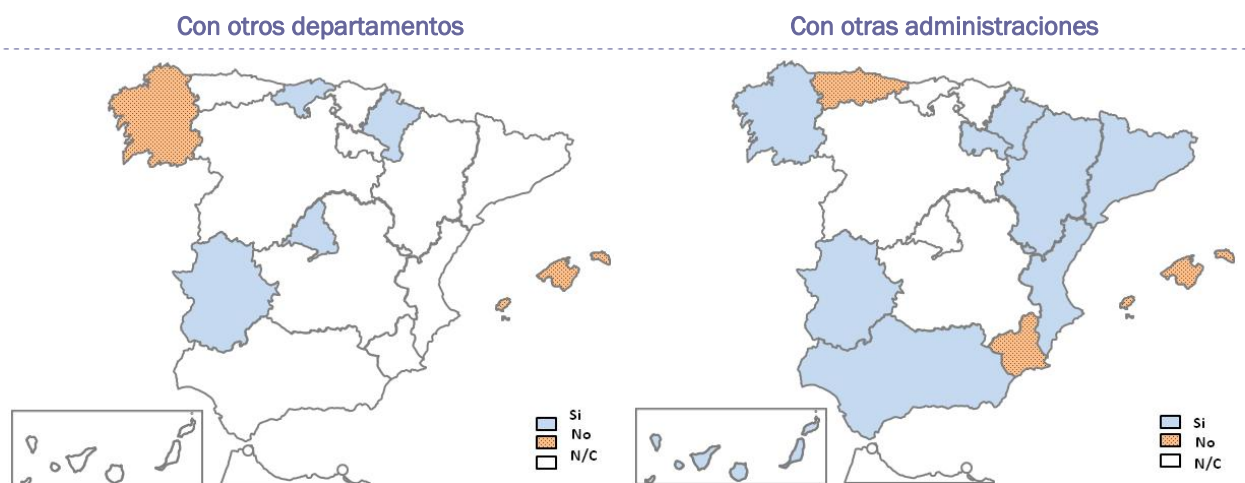 Con otros departamentos
Con otras administraciones
Si
No
N/C
Si
No
N/C